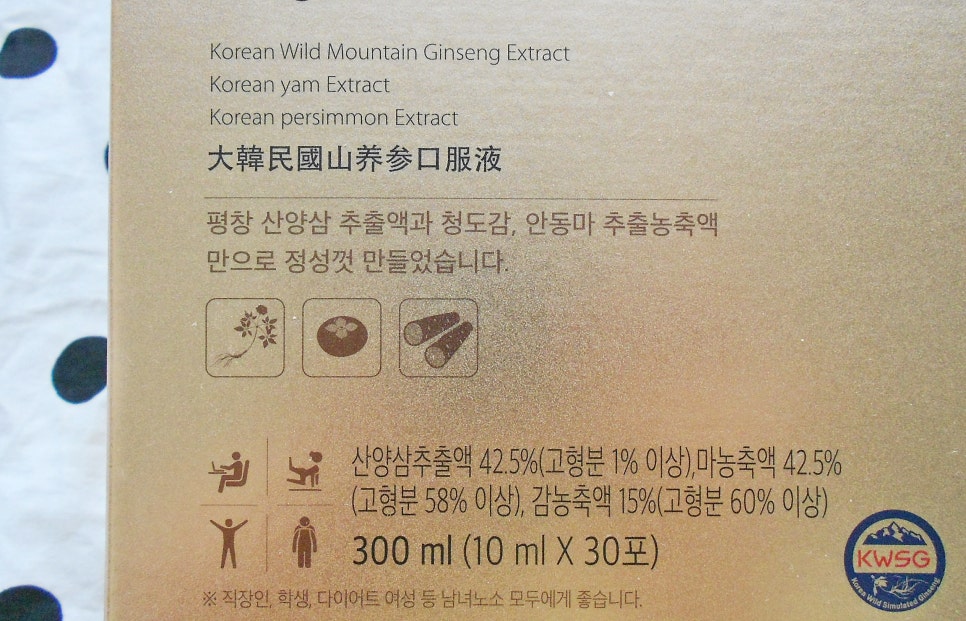 Korean Wild Mountain Ginseng Extract
Korean yam Extract
Korean persimmon Extract
大韓民國山养参口服液
평창 산양삼 추출액과 청도감, 안동마 추출농축액
만으로 정성껏 만들었습니다.
산양삼추출액 42.5%(고형분 1% 이상),마농축액 42.5%
(고형분 58% 이상), 감농축액 15%(고형분 60% 이상)
300 ml (10 ml X 30포)
※ 직장인, 학생, 다이어트 여성 등 남녀노소 모두에게 좋습니다.
KWSG
Korea Wild Simulated Ginseng